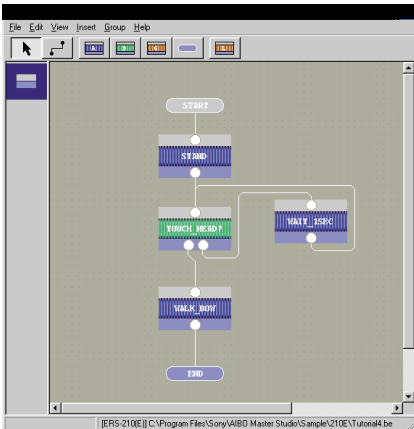 File Edit View Insert Group Help
A B C E
START
STAND
TOUCH_HEAD?
WAIT_1SEC
WALK_BOW
END
[ERS-210[E]] C:\Program Files\Sony\AIBO Master Studio\Sample\210E\Tutorial4.be